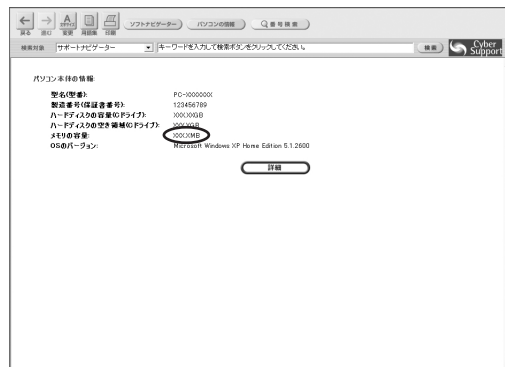 戻る 進む 文字サイズ変更 用語集 印刷 ソフトナビゲーター パソコンの情報 番号検索
検索対象 サポートナビゲーター キーワードを入力して検索ボタンをクリックしてください。 検索 Cyber Support
パソコン本体の情報:
型名(型番): PC-XXXXXXX
製造番号(保証書番号): 123456789
ハードディスクの容量(Cドライブ): XXX.XXGB
ハードディスクの空き領域(Cドライブ): XXX.XXGB
メモリの容量: XXX.XXMB
OSのバージョン: Microsoft Windows XP Home Edition 5.1.2600
詳細